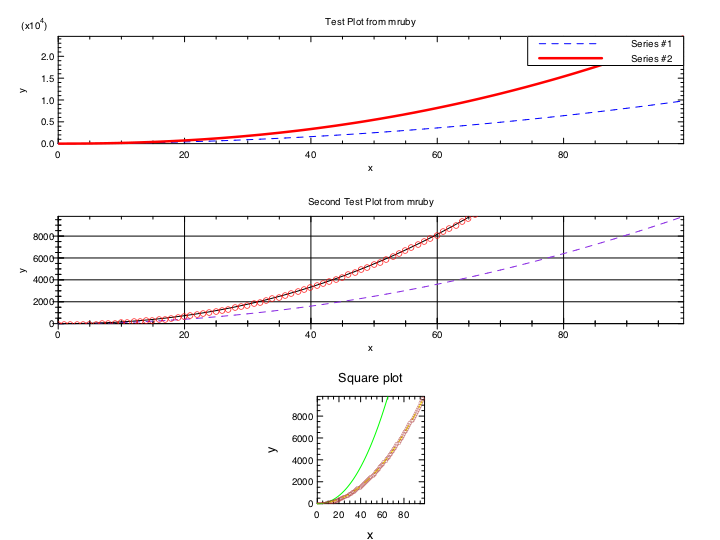 Test Plot from mruby
(x10^4)
Series #1
Series #2
2.0
1.5
1.0
0.5
0.0
y
0 20 40 60 80
x
Second Test Plot from mruby
8000
6000
4000
2000
0
y
0 20 40 60 80
x
Square plot
8000
6000
4000
2000
0
y
0 20 40 60 80
x